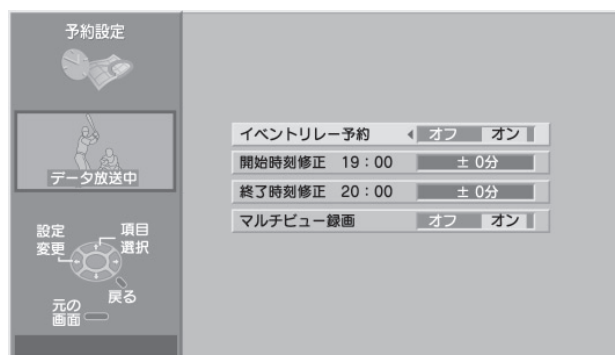 予約設定
データ放送中
設定
変更
項目
選択
戻る
元の
画面
イベントリレー予約 オフ オン
開始時刻修正 19：00 ± 0分
終了時刻修正 20：00 ± 0分
マルチビュー録画 オフ オン